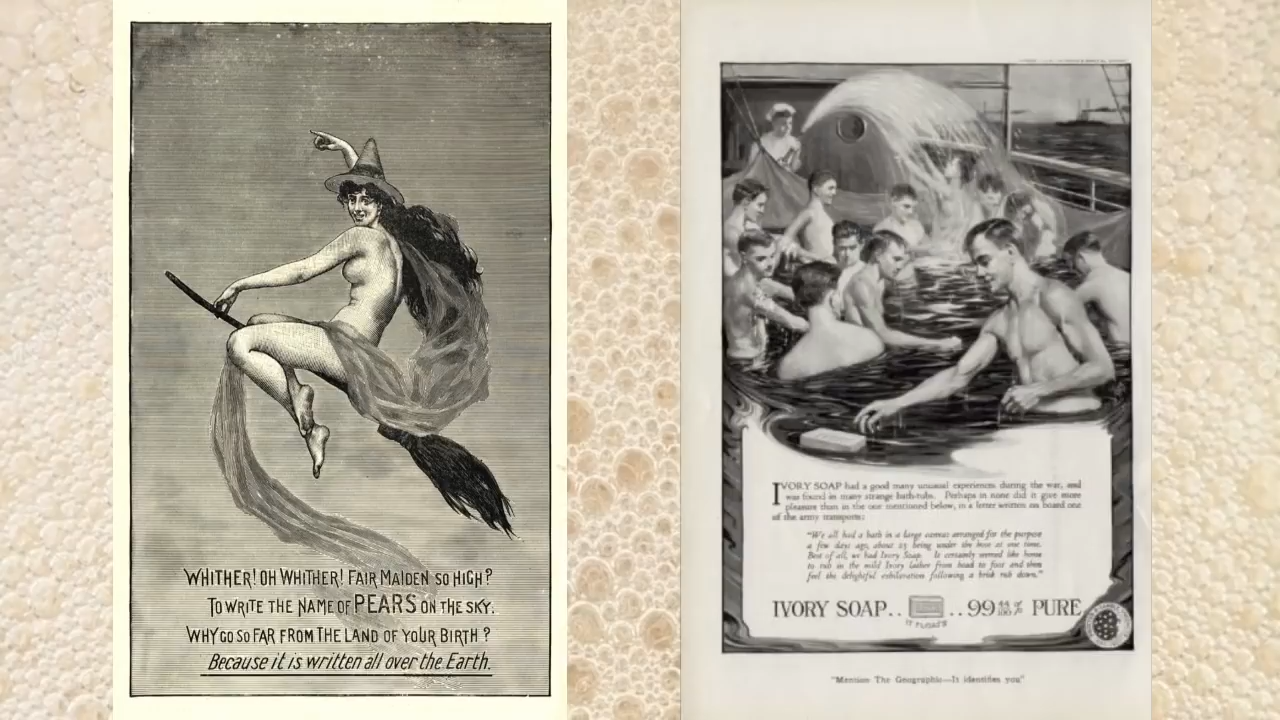 WHITHER! OH WHITHER! FAIR MAIDEN SO HIGH?
TO WRITE THE NAME OF PEARS ON THE SKY.
WHY GO SO FAR FROM THE LAND OF YOUR BIRTH?
Because it is written all over the Earth.
IVORY SOAP had a good many unusual experiences during the war, and
was found in many strange bath-tubs. Perhaps in none did it give more
pleasure than in the one mentioned below, in a letter written on board one
of the army transports:
"We all had a bath in a large canvas arranged for the purpose
a few days ago, about 25 being under the hose at one time.
Best of all, we had Ivory Soap. It certainly seemed like home
to rub in the mild Ivory lather from head to foot and then
feel the delightful exhilaration following a brisk rub down."
IVORY SOAP.. ..99 44/100 % PURE
IT FLOATS
"Mention The Geographic—It identifies you"